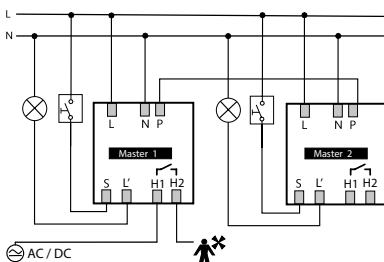 L
N
L N P
L N P
Master 1
Master 2
S L' H1 H2
S L' H1 H2
AC / DC